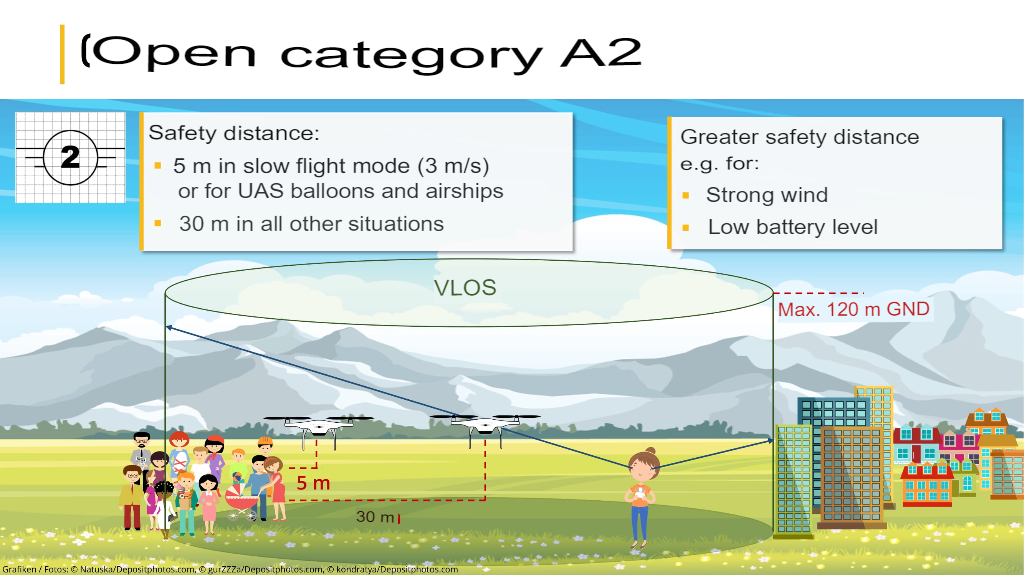 (Open category A2
2
Safety distance:
▪ 5 m in slow flight mode (3 m/s)
or for UAS balloons and airships
▪ 30 m in all other situations
Greater safety distance
e.g. for:
▪ Strong wind
▪ Low battery level
VLOS
Max. 120 m GND
5 m
30 m
Grafiken / Fotos: © Natuska/Depositphotos.com, © gurZZZa/Depositphotos.com, © kondratya/Depositphotos.com